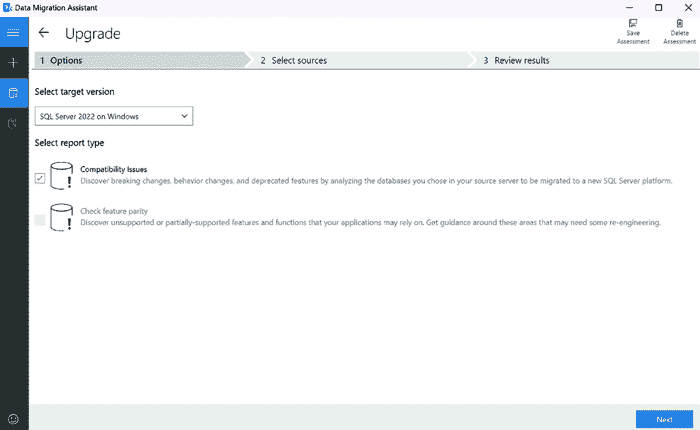 Data Migration Assistant
Upgrade
Save Assessment
Delete Assessment
1 Options
2 Select sources
3 Review results
Select target version
SQL Server 2022 on Windows
Select report type
Compatibility Issues
Discover breaking changes, behavior changes, and deprecated features by analyzing the databases you chose in your source server to be migrated to a new SQL Server platform.
Check feature parity
Discover unsupported or partially-supported features and functions that your applications may rely on. Get guidance around these areas that may need some re-engineering.
Next